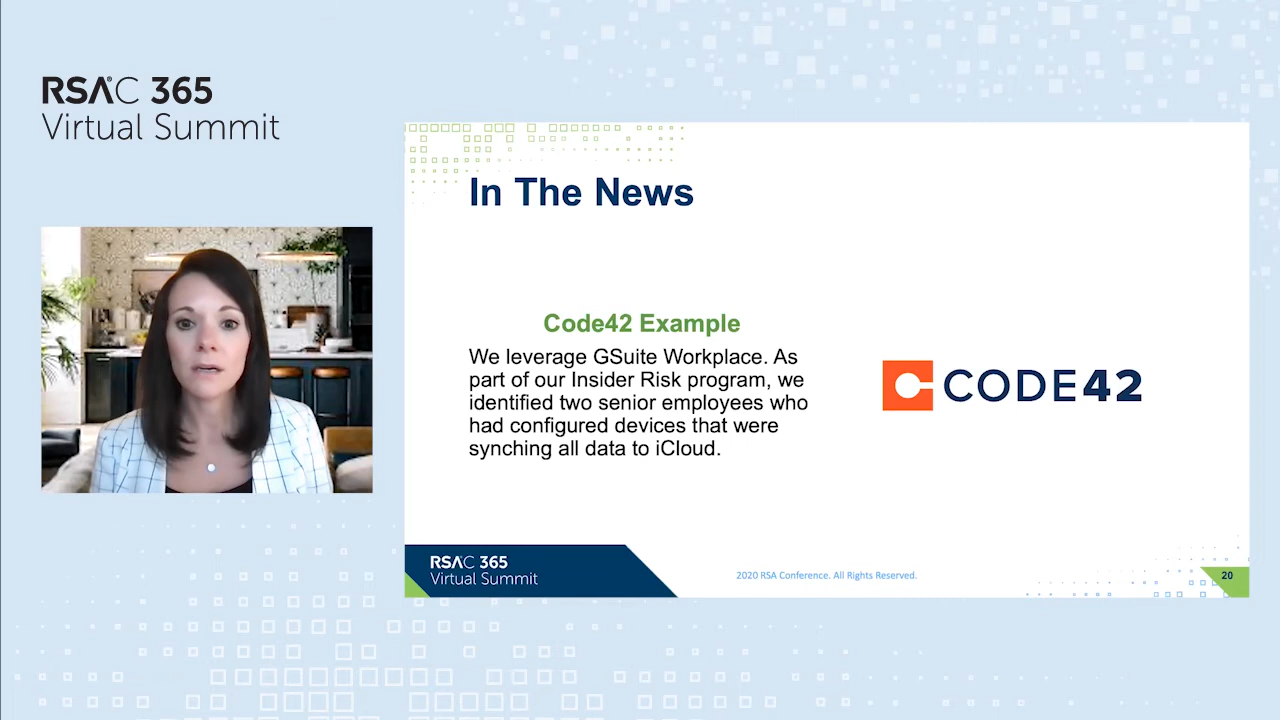 RSAC 365
Virtual Summit
In The News
Code42 Example
We leverage GSuite Workplace. As
part of our Insider Risk program, we
identified two senior employees who
had configured devices that were
synching all data to iCloud.
CODE42
RSAC 365
Virtual Summit
2020 RSA Conference. All Rights Reserved.
20